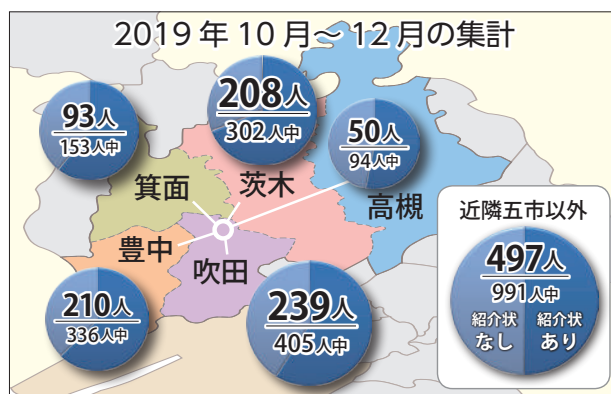 2019年10月～12月の集計
93人
153人中
208人
302人中
50人
94人中
箕面
茨木
高槻
豊中
吹田
210人
336人中
239人
405人中
近隣五市以外
497人
991人中
紹介状
なし
紹介状
あり